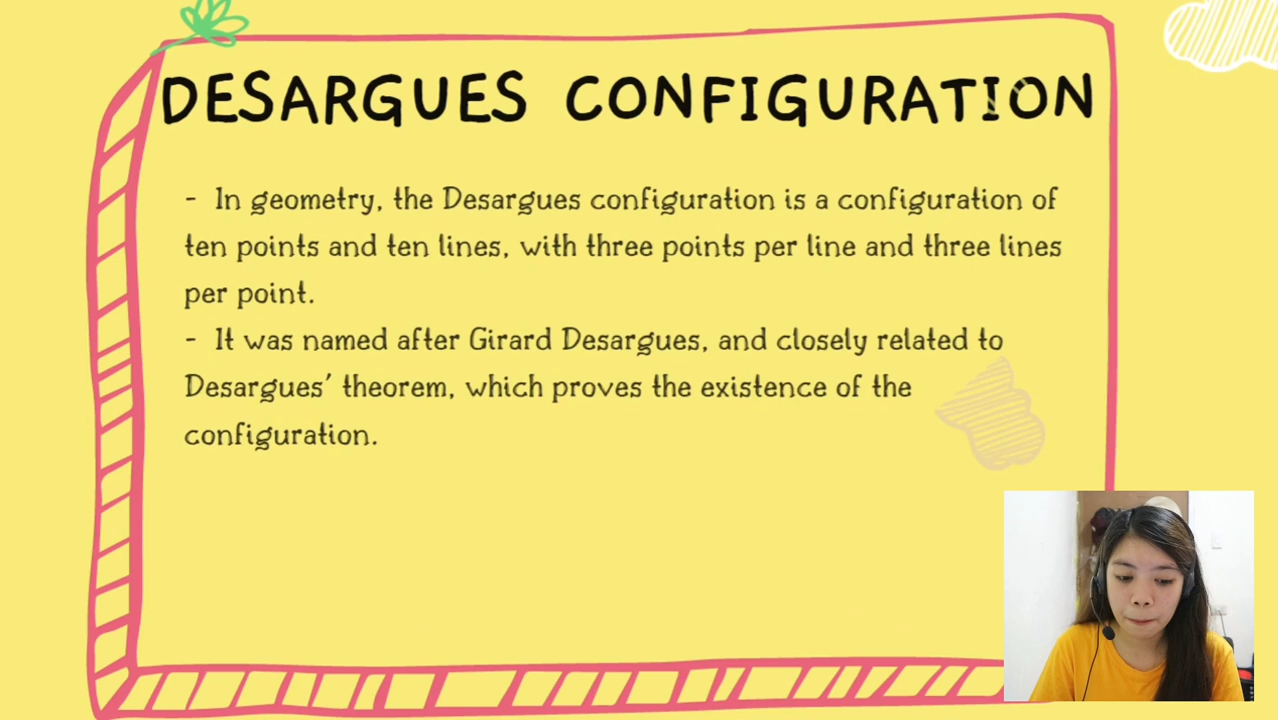 DESARGUES CONFIGURATION
- In geometry, the Desargues configuration is a configuration of
ten points and ten lines, with three points per line and three lines
per point.
- It was named after Girard Desargues, and closely related to
Desargues’ theorem, which proves the existence of the
configuration.